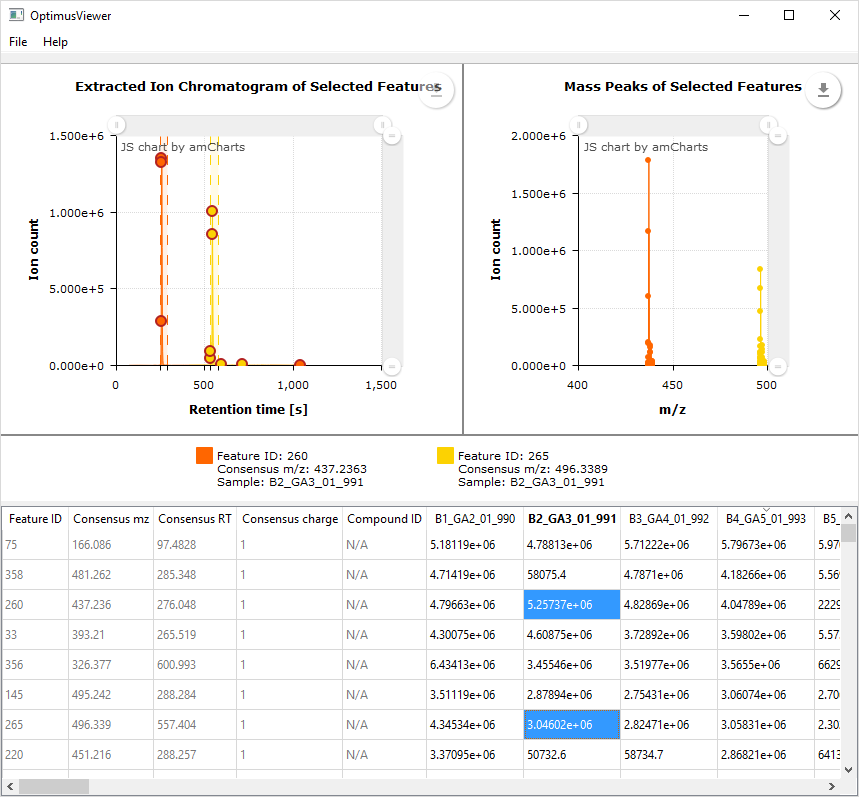 OptimusViewer
File Help
Extracted Ion Chromatogram of Selected Features
JS chart by amCharts
1.500e+6
1.000e+6
5.000e+5
0.000e+0
Ion count
0 500 1,000 1,500
Retention time [s]
Mass Peaks of Selected Features
JS chart by amCharts
2.000e+6
1.500e+6
1.000e+6
5.000e+5
0.000e+0
Ion count
400 450 500
m/z
Feature ID: 260
Consensus m/z: 437.2363
Sample: B2_GA3_01_991
Feature ID: 265
Consensus m/z: 496.3389
Sample: B2_GA3_01_991
Feature ID Consensus mz Consensus RT Consensus charge Compound ID B1_GA2_01_990 B2_GA3_01_991 B3_GA4_01_992 B4_GA5_01_993 B5_
75 166.086 97.4828 1 N/A 5.18119e+06 4.78813e+06 5.71222e+06 5.79673e+06
358 481.262 285.348 1 N/A 4.71419e+06 58075.4 4.7871e+06 4.18266e+06
260 437.236 276.048 1 N/A 4.79663e+06 5.25737e+06 4.82869e+06 4.04789e+06 2229
33 393.21 265.519 1 N/A 4.30075e+06 4.60875e+06 3.72892e+06 3.59802e+06 5.57
356 326.377 600.993 1 N/A 6.43413e+06 3.45546e+06 3.51977e+06 3.5655e+06 6629
145 495.242 288.284 1 N/A 3.51119e+06 2.87894e+06 2.75431e+06 3.06074e+06 2.70
265 496.339 557.404 1 N/A 4.34534e+06 3.04602e+06 2.82471e+06 3.05831e+06 2.30
220 451.216 288.257 1 N/A 3.37095e+06 50732.6 58734.7 2.86821e+06 6413